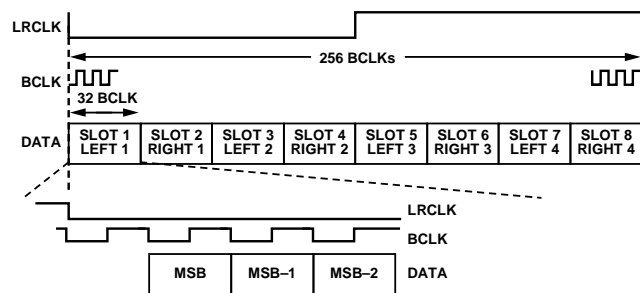 LRCLK
256 BCLKs
BCLK
32 BCLK
DATA
SLOT 1 LEFT 1
SLOT 2 RIGHT 1
SLOT 3 LEFT 2
SLOT 4 RIGHT 2
SLOT 5 LEFT 3
SLOT 6 RIGHT 3
SLOT 7 LEFT 4
SLOT 8 RIGHT 4
LRCLK
BCLK
MSB
MSB–1
MSB–2
DATA